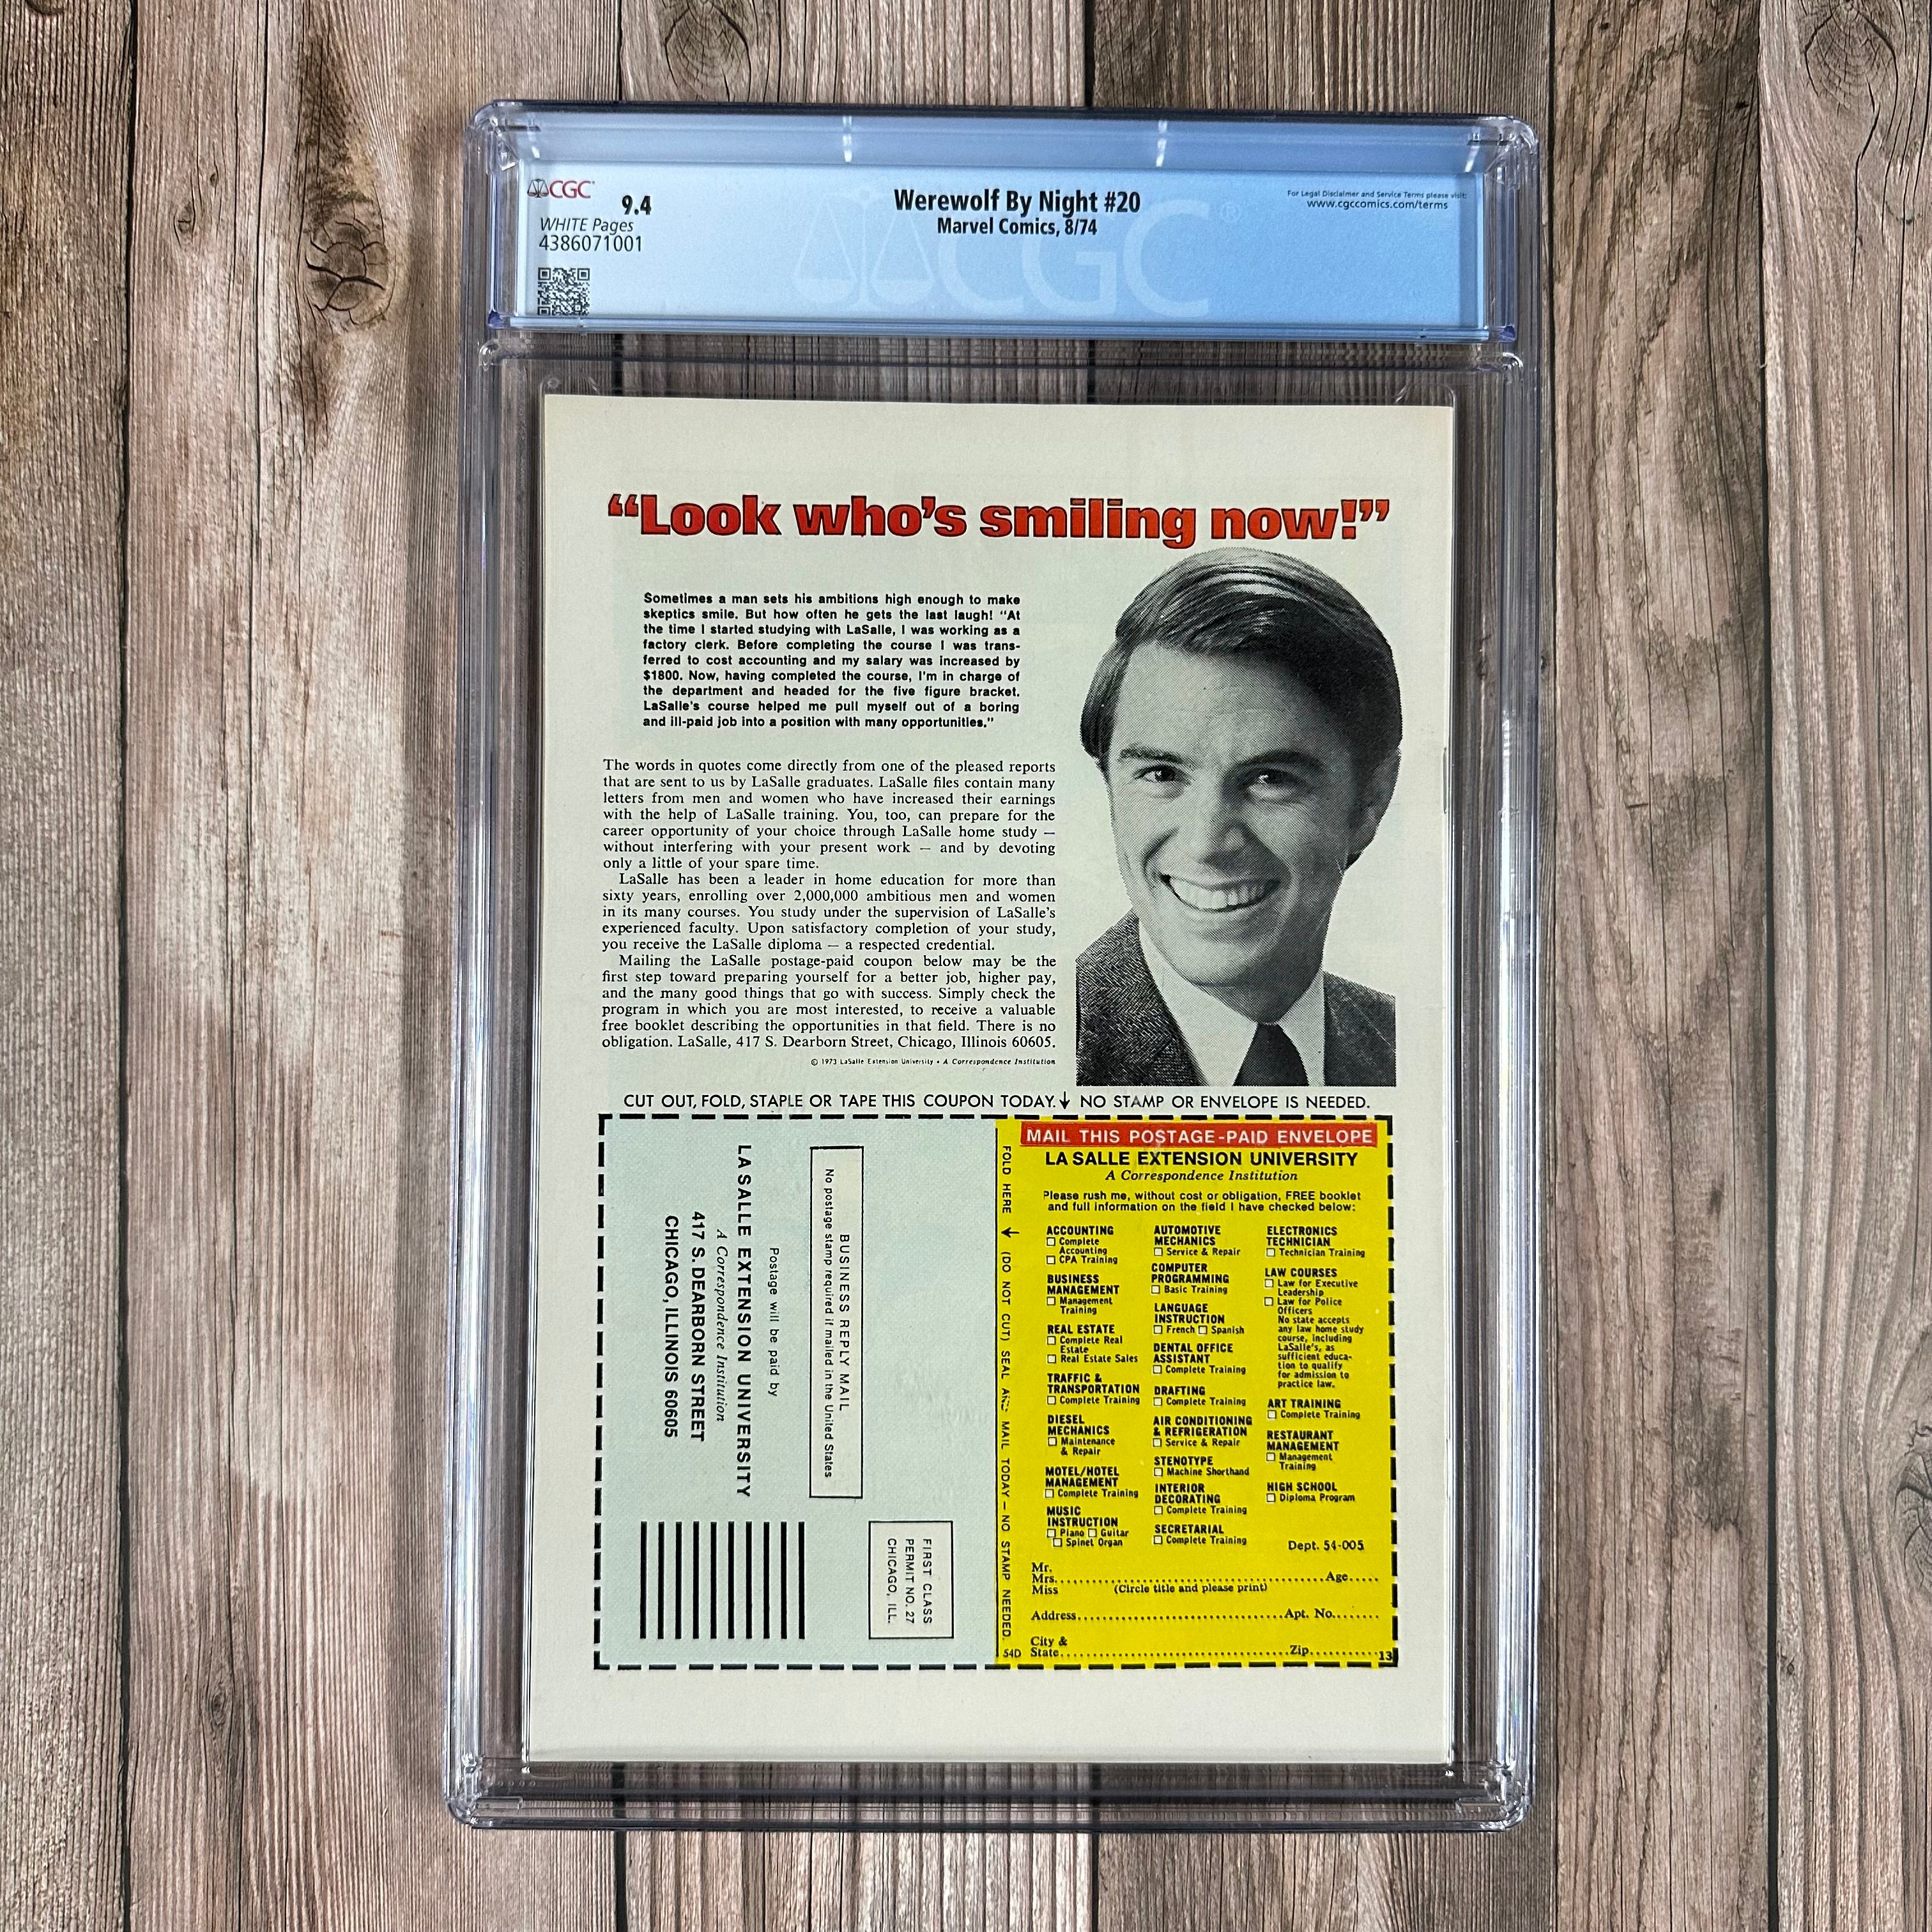 CGC
9.4
WHITE Pages
4386071001
Werewolf By Night #20
Marvel Comics, 8/74
For Legal Disclaimer and Service Terms please visit:
www.cgccomics.com/terms
CGC®
“Look who’s smiling now!”
Sometimes a man sets his ambitions high enough to make
skeptics smile. But how often he gets the last laugh! “At
the time I started studying with LaSalle, I was working as a
factory clerk. Before completing the course I was trans-
ferred to cost accounting and my salary was increased by
$1800. Now, having completed the course, I’m in charge of
the department and headed for the five figure bracket.
LaSalle’s course helped me pull myself out of a boring
and ill-paid job into a position with many opportunities.”
The words in quotes come directly from one of the pleased reports
that are sent to us by LaSalle graduates. LaSalle files contain many
letters from men and women who have increased their earnings
with the help of LaSalle training. You, too, can prepare for the
career opportunity of your choice through LaSalle home study —
without interfering with your present work — and by devoting
only a little of your spare time.
LaSalle has been a leader in home education for more than
sixty years, enrolling over 2,000,000 ambitious men and women
in its many courses. You study under the supervision of LaSalle’s
experienced faculty. Upon satisfactory completion of your study,
you receive the LaSalle diploma — a respected credential.
Mailing the LaSalle postage-paid coupon below may be the
first step toward preparing yourself for a better job, higher pay,
and the many good things that go with success. Simply check the
program in which you are most interested, to receive a valuable
free booklet describing the opportunities in that field. There is no
obligation. LaSalle, 417 S. Dearborn Street, Chicago, Illinois 60605.
© 1973 LaSalle Extension University • A Correspondence Institution
CUT OUT, FOLD, STAPLE OR TAPE THIS COUPON TODAY. ↓ NO STAMP OR ENVELOPE IS NEEDED.
FIRST CLASS
PERMIT NO. 27
CHICAGO, ILL.
BUSINESS REPLY MAIL
No postage stamp required if mailed in the United States
Postage will be paid by
LASALLE EXTENSION UNIVERSITY
A Correspondence Institution
417 S. DEARBORN STREET
CHICAGO, ILLINOIS 60605
FOLD HERE ↓ (DO NOT CUT) SEAL AND MAIL TODAY — NO STAMP NEEDED.
54D
MAIL THIS POSTAGE-PAID ENVELOPE
LA SALLE EXTENSION UNIVERSITY
A Correspondence Institution
Please rush me, without cost or obligation, FREE booklet
and full information on the field I have checked below:
ACCOUNTING
Complete
Accounting
CPA Training
BUSINESS
MANAGEMENT
Management
Training
REAL ESTATE
Complete Real
Estate
Real Estate Sales
TRAFFIC &
TRANSPORTATION
Complete Training
DIESEL
MECHANICS
Maintenance
& Repair
MOTEL/HOTEL
MANAGEMENT
Complete Training
MUSIC
INSTRUCTION
Piano Guitar
Spinet Organ
AUTOMOTIVE
MECHANICS
Service & Repair
COMPUTER
PROGRAMMING
Basic Training
LANGUAGE
INSTRUCTION
French Spanish
DENTAL OFFICE
ASSISTANT
Complete Training
DRAFTING
Complete Training
AIR CONDITIONING
& REFRIGERATION
Service & Repair
STENOTYPE
Machine Shorthand
INTERIOR
DECORATING
Complete Training
SECRETARIAL
Complete Training
ELECTRONICS
TECHNICIAN
Technician Training
LAW COURSES
Law for Executive
Leadership
Law for Police
Officers
No state accepts
any law home study
course, including
LaSalle’s, as
sufficient educa-
tion to qualify
for admission to
practice law.
ART TRAINING
Complete Training
RESTAURANT
MANAGEMENT
Management
Training
HIGH SCHOOL
Diploma Program
Dept. 54-005
Mr.
Mrs. Age
Miss (Circle title and please print)
Address Apt. No.
City &
State Zip 13